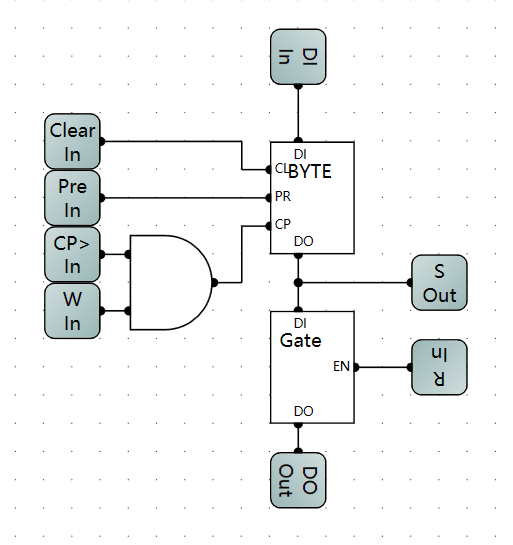 DI
In
Clear
In
Pre
In
CP>
In
W
In
DI
CL
BYTE
PR
CP
DO
S
Out
DI
Gate
EN
DO
R
In
DO
Out